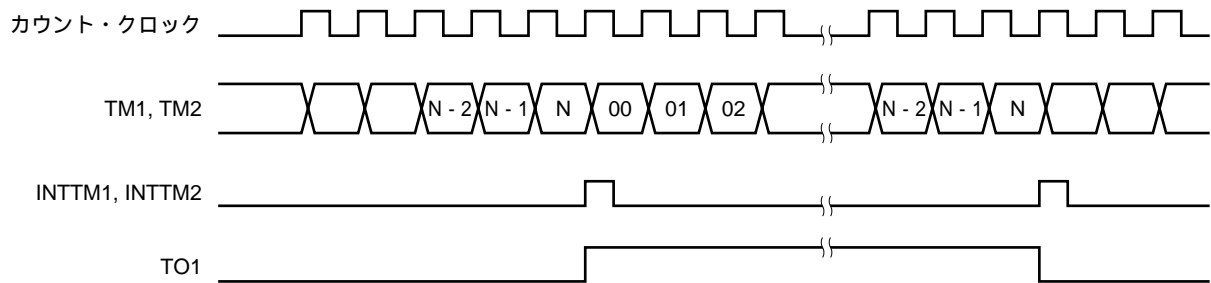 カウント・クロック
TM1, TM2 N - 2 N - 1 N 00 01 02 N - 2 N - 1 N
INTTM1, INTTM2
TO1